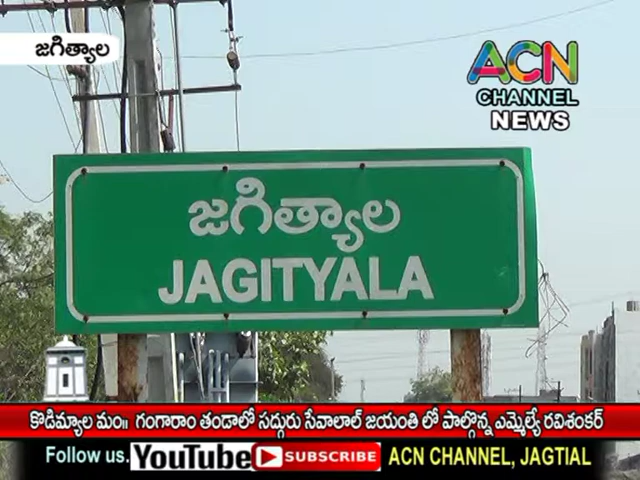 జగిత్యాల
ACN
CHANNEL
NEWS
జగిత్యాల
JAGITYALA
కొడిమ్యాల మం॥ గంగారాం తండాలో సద్గురు సేవాలాల్ జయంతి లో పాల్గొన్న ఎమ్మెల్యే రవిశంకర్
Follow us. YouTube SUBSCRIBE ACN CHANNEL, JAGTIAL